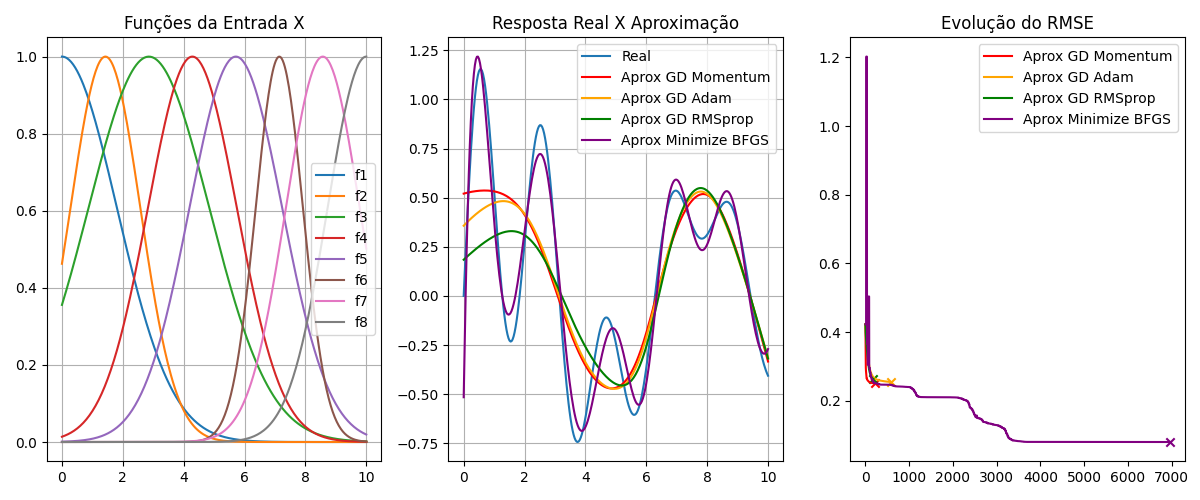 Funções da Entrada X
1.0
0.8
0.6
0.4
0.2
0.0
0 2 4 6 8 10
f1
f2
f3
f4
f5
f6
f7
f8
Resposta Real X Aproximação
1.25
1.00
0.75
0.50
0.25
0.00
−0.25
−0.50
−0.75
0 2 4 6 8 10
Real
Aprox GD Momentum
Aprox GD Adam
Aprox GD RMSprop
Aprox Minimize BFGS
Evolução do RMSE
1.2
1.0
0.8
0.6
0.4
0.2
0 1000 2000 3000 4000 5000 6000 7000
Aprox GD Momentum
Aprox GD Adam
Aprox GD RMSprop
Aprox Minimize BFGS